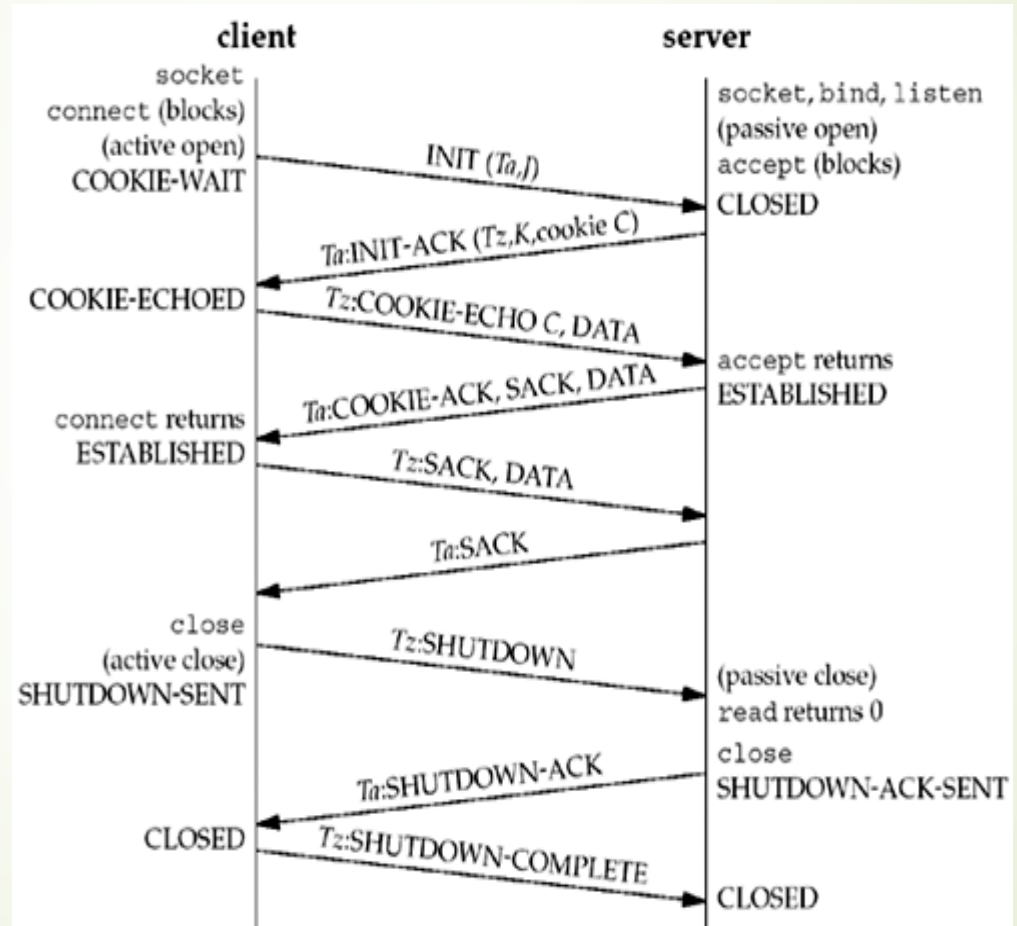 client
server
socket
connect (blocks)
(active open)
COOKIE-WAIT
socket, bind, listen
(passive open)
accept (blocks)
CLOSED
INIT (Ta,J)
Ta:INIT-ACK (Tz,K,cookie C)
COOKIE-ECHOED
Tz:COOKIE-ECHO C, DATA
accept returns
ESTABLISHED
Ta:COOKIE-ACK, SACK, DATA
connect returns
ESTABLISHED
Tz:SACK, DATA
Ta:SACK
close
(active close)
SHUTDOWN-SENT
Tz:SHUTDOWN
(passive close)
read returns 0
close
SHUTDOWN-ACK-SENT
Ta:SHUTDOWN-ACK
CLOSED
Tz:SHUTDOWN-COMPLETE
CLOSED